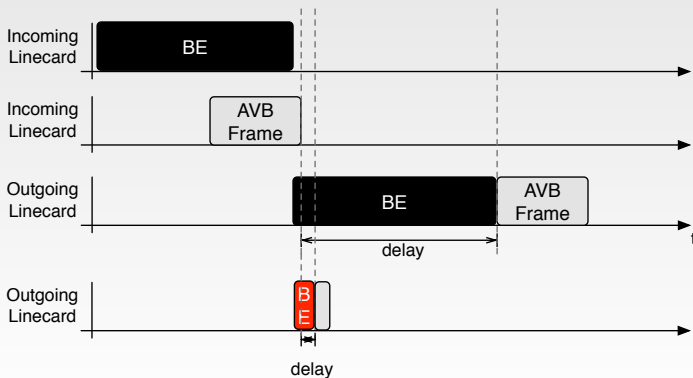 Incoming
Linecard
BE
Incoming
Linecard
AVB
Frame
Outgoing
Linecard
BE
AVB
Frame
t
delay
Outgoing
Linecard
B
E
delay